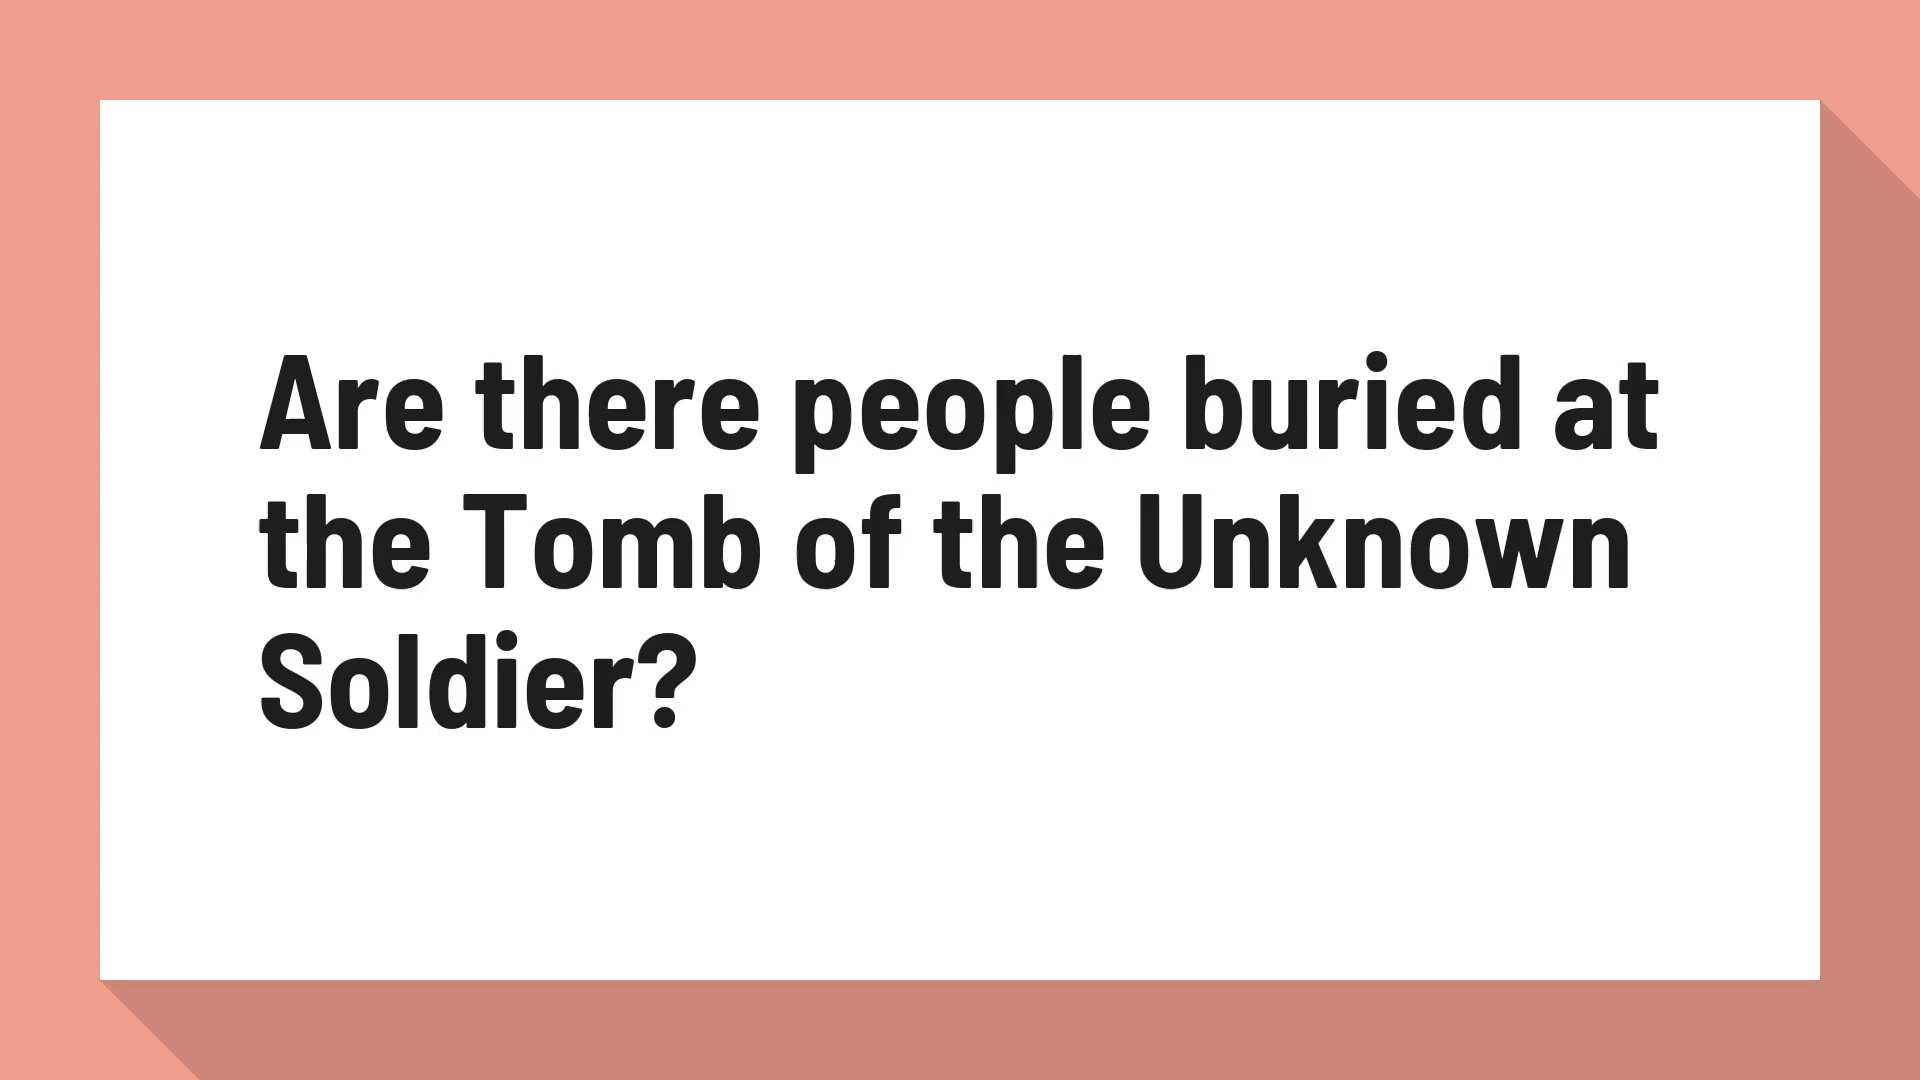 Are there people buried at
the Tomb of the Unknown
Soldier?